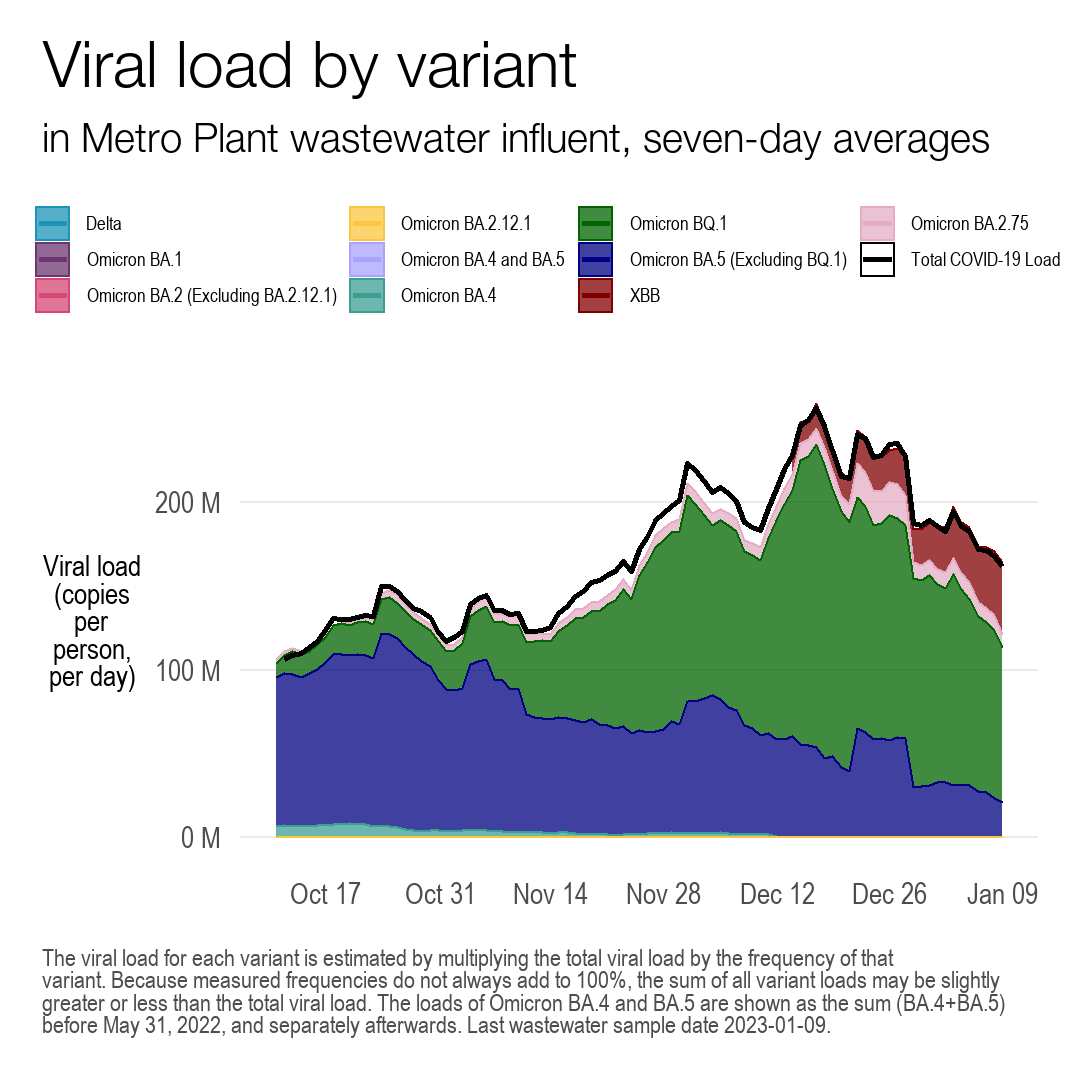 Viral load by variant
in Metro Plant wastewater influent, seven-day averages
Delta
Omicron BA.1
Omicron BA.2 (Excluding BA.2.12.1)
Omicron BA.2.12.1
Omicron BA.4 and BA.5
Omicron BA.4
Omicron BQ.1
Omicron BA.5 (Excluding BQ.1)
XBB
Omicron BA.2.75
Total COVID-19 Load
Viral load
(copies
per
person,
per day)
200 M
100 M
0 M
Oct 17
Oct 31
Nov 14
Nov 28
Dec 12
Dec 26
Jan 09
The viral load for each variant is estimated by multiplying the total viral load by the frequency of that
variant. Because measured frequencies do not always add to 100%, the sum of all variant loads may be slightly
greater or less than the total viral load. The loads of Omicron BA.4 and BA.5 are shown as the sum (BA.4+BA.5)
before May 31, 2022, and separately afterwards. Last wastewater sample date 2023-01-09.